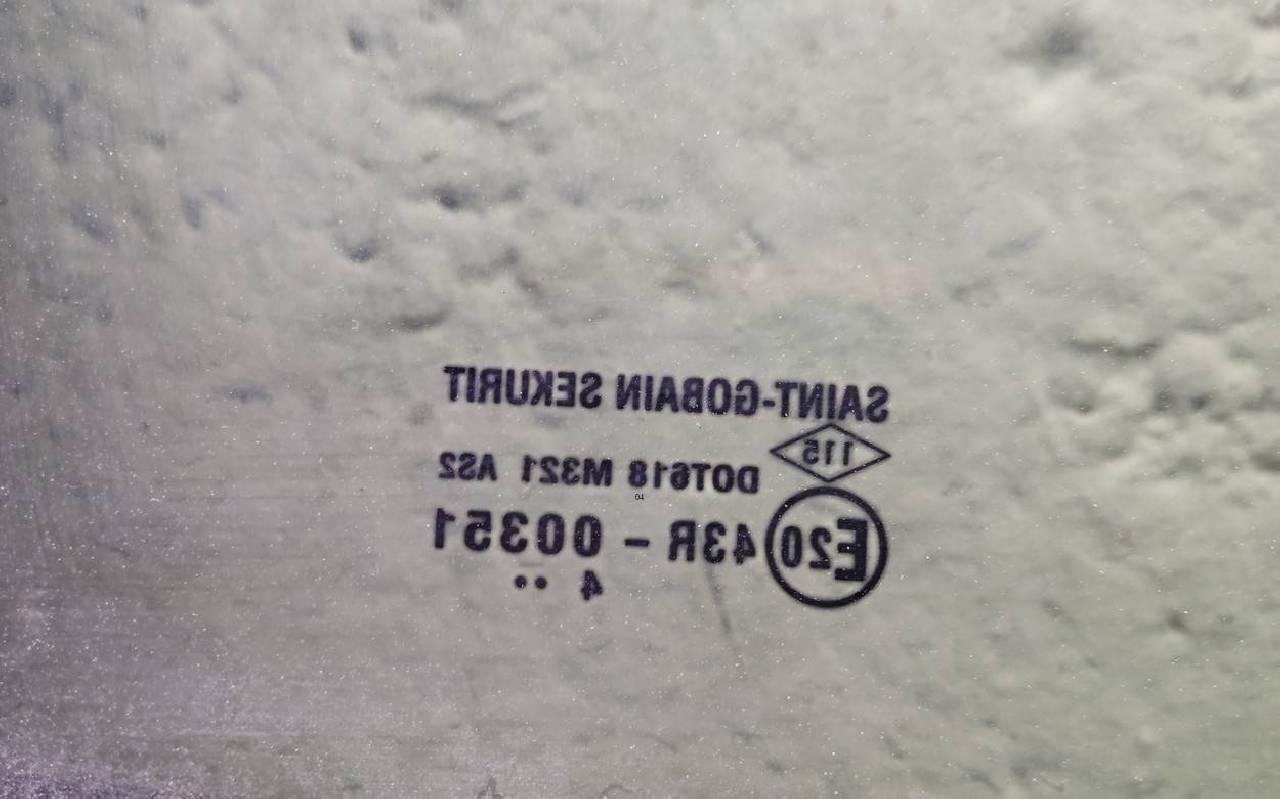 SAINT-GOBAIN SEKURIT
115
DOT618 M321 AS2
E20 43R - 00351
4 ••